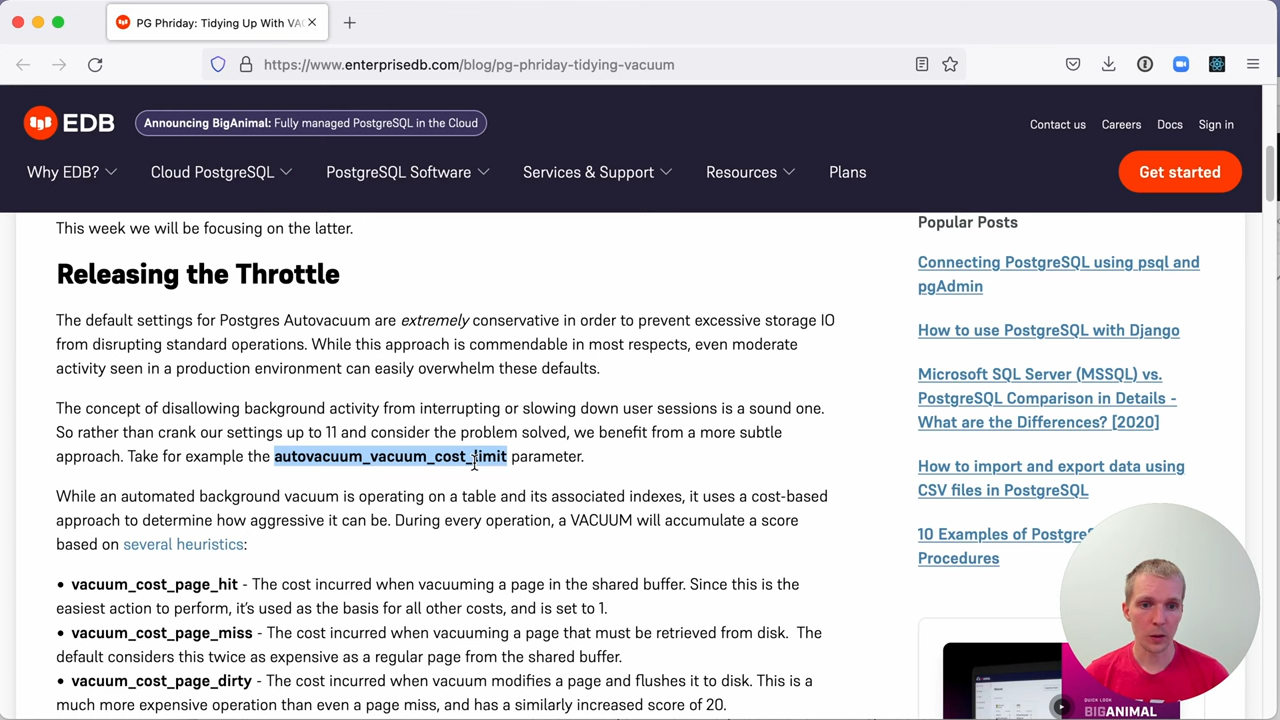 PG Phriday: Tidying Up With VAC
https://www.enterprisedb.com/blog/pg-phriday-tidying-vacuum
EDB
Announcing BigAnimal: Fully managed PostgreSQL in the Cloud
Contact us
Careers
Docs
Sign in
Why EDB?
Cloud PostgreSQL
PostgreSQL Software
Services & Support
Resources
Plans
Get started
This week we will be focusing on the latter.
Releasing the Throttle
The default settings for Postgres Autovacuum are extremely conservative in order to prevent excessive storage IO
from disrupting standard operations. While this approach is commendable in most respects, even moderate
activity seen in a production environment can easily overwhelm these defaults.
The concept of disallowing background activity from interrupting or slowing down user sessions is a sound one.
So rather than crank our settings up to 11 and consider the problem solved, we benefit from a more subtle
approach. Take for example the autovacuum_vacuum_cost_limit parameter.
While an automated background vacuum is operating on a table and its associated indexes, it uses a cost-based
approach to determine how aggressive it can be. During every operation, a VACUUM will accumulate a score
based on several heuristics:
• vacuum_cost_page_hit - The cost incurred when vacuuming a page in the shared buffer. Since this is the
easiest action to perform, it's used as the basis for all other costs, and is set to 1.
• vacuum_cost_page_miss - The cost incurred when vacuuming a page that must be retrieved from disk. The
default considers this twice as expensive as a regular page from the shared buffer.
• vacuum_cost_page_dirty - The cost incurred when vacuum modifies a page and flushes it to disk. This is a
much more expensive operation than even a page miss, and has a similarly increased score of 20.
Popular Posts
Connecting PostgreSQL using psql and
pgAdmin
How to use PostgreSQL with Django
Microsoft SQL Server (MSSQL) vs.
PostgreSQL Comparison in Details -
What are the Differences? [2020]
How to import and export data using
CSV files in PostgreSQL
10 Examples of Postgre
Procedures
QUICK LOOK
BIGANIMAL